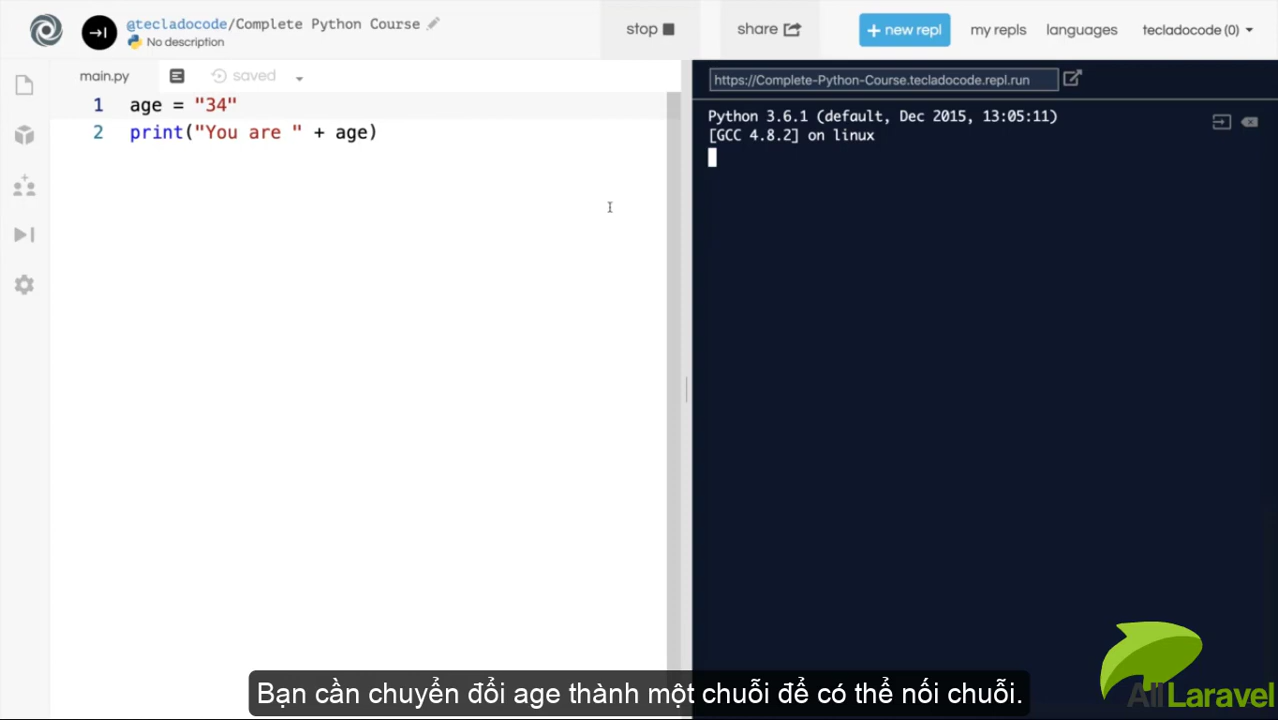 @tecladocode/Complete Python Course
No description
stop
share
+ new repl
my repls
languages
tecladocode (0)
main.py
saved
https://Complete-Python-Course.tecladocode.repl.run
1 age = "34"
2 print("You are " + age)
Python 3.6.1 (default, Dec 2015, 13:05:11)
[GCC 4.8.2] on linux
Bạn cần chuyển đổi age thành một chuỗi để có thể nối chuỗi.
AllLaravel